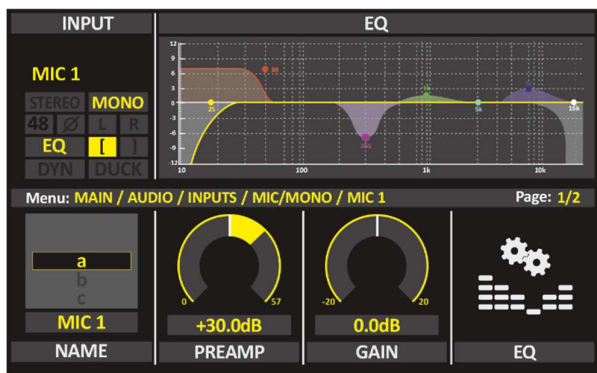 INPUT
EQ
MIC 1
STEREO MONO
48 Ø L R
EQ [ ]
DYN DUCK
12
9
6
3
0
-3
-6
-9
-12
25
5k
10
100
1k
10k
Menu: MAIN / AUDIO / INPUTS / MIC/MONO / MIC 1
Page: 1/2
a
b
c
MIC 1
NAME
0
57
+30.0dB
PREAMP
-20
20
0.0dB
GAIN
EQ